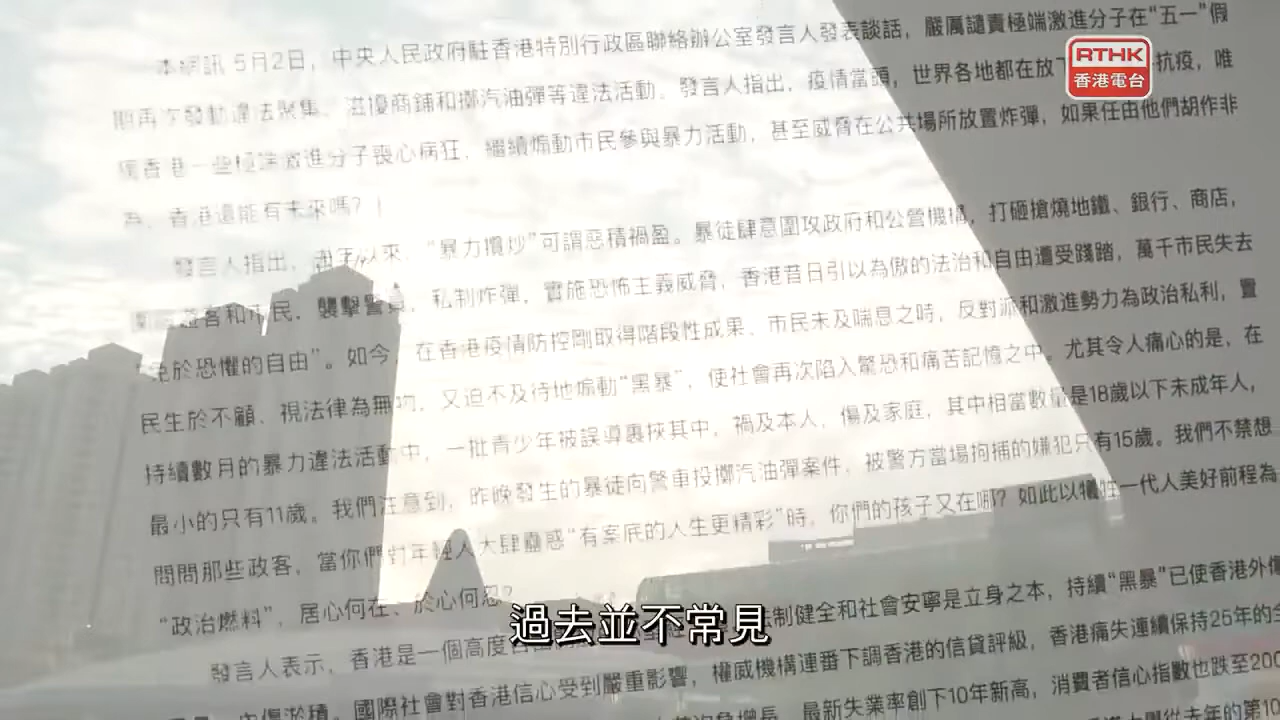 本網訊 5月2日，中央人民政府駐香港特別行政區聯絡辦公室發言人發表談話，嚴厲譴責極端激進分子在“五一”假
RTHK
香港電台
期再次發動違法聚集、滋擾商鋪和擲汽油彈等違法活動。發言人指出，疫情當頭，世界各地都在放下 抗疫，唯
獨香港一些極端激進分子喪心病狂，繼續煽動市民參與暴力活動，甚至威脅在公共場所放置炸彈，如果任由他們胡作非
為，香港還能有未來嗎？
發言人指出，過年以來，“暴力攬炒”可謂惡積禍盈。暴徒肆意圍攻政府和公營機構，打砸搶燒地鐵、銀行、商店，
遊客和市民，襲擊警員，私制炸彈，實施恐怖主義威脅，香港昔日引以為傲的法治和自由遭受踐踏，萬千市民失去
“免於恐懼的自由”。如今，在香港疫情防控剛取得階段性成果、市民未及喘息之時，反對派和激進勢力為政治私利，置
民生於不顧、視法律為無物，又迫不及待地煽動“黑暴”，使社會再次陷入驚恐和痛苦記憶之中。尤其令人痛心的是，在
持續數月的暴力違法活動中，一批青少年被誤導裹挾其中，禍及本人，傷及家庭，其中相當數量是18歲以下未成年人，
最小的只有11歲。我們注意到，昨晚發生的暴徒向警車投擲汽油彈案件，被警方當場拘捕的嫌犯只有15歲。我們不禁想
問問那些政客，當你們對年輕人大肆蠱惑“有案底的人生更精彩”時，你們的孩子又在哪？如此以犧牲一代人美好前程為
“政治燃料”，居心何在、於心何忍？
過去並不常見
發言人表示，香港是一個高度 制健全和社會安寧是立身之本，持續“黑暴”已使香港外傷
內傷淤積。國際社會對香港信心受到嚴重影響，權威機構連番下調香港的信貸評級，香港痛失連續保持25年的全
負增長，最新失業率創下10年新高，消費者信心指數也跌至200
從去年的第10